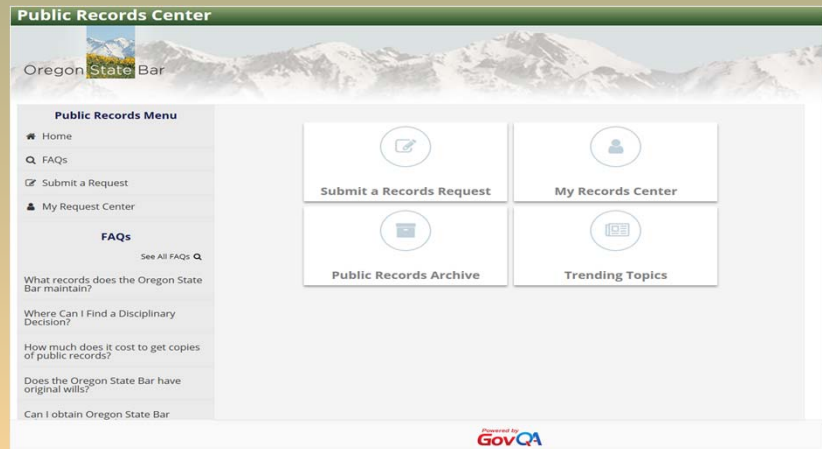 Public Records Center
Oregon State Bar
Public Records Menu
Home
FAQs
Submit a Request
My Request Center
FAQs
See All FAQs
What records does the Oregon State
Bar maintain?
Where Can I Find a Disciplinary
Decision?
How much does it cost to get copies
of public records?
Does the Oregon State Bar have
original wills?
Can I obtain Oregon State Bar
Submit a Records Request
My Records Center
Public Records Archive
Trending Topics
Powered by
GovQA